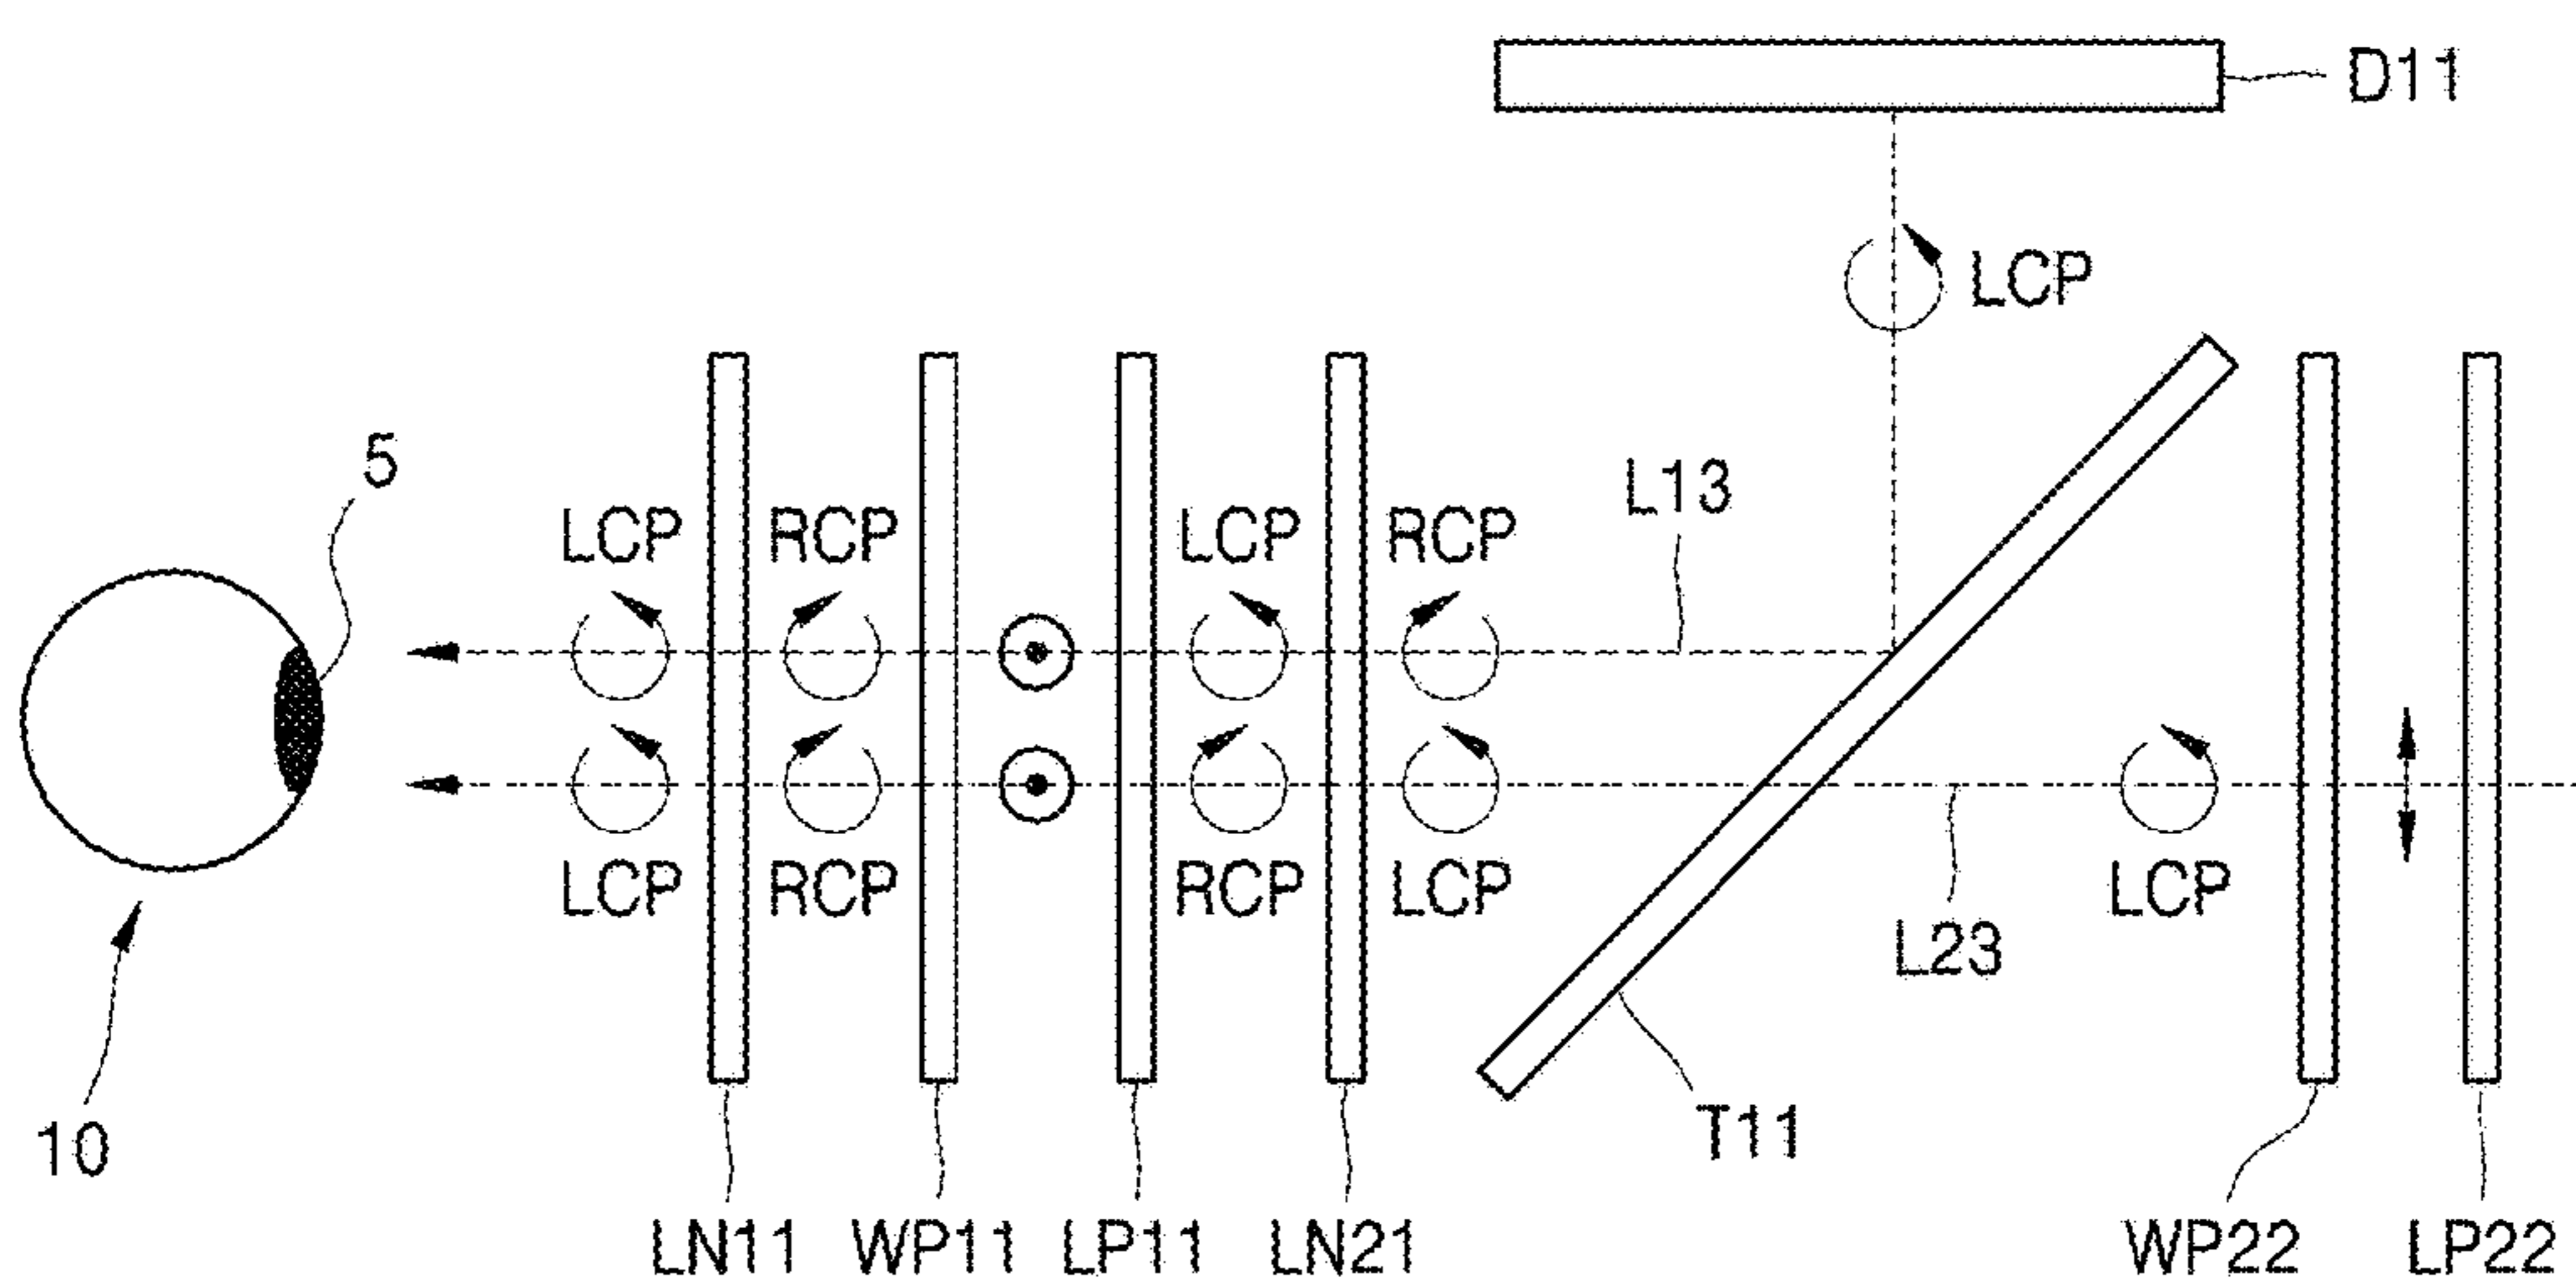 D11
LCP
5
L13
LCP RCP LCP RCP
LCP RCP RCP LCP LCP
L23
10
T11
LN11 WP11 LP11 LN21 WP22 LP22